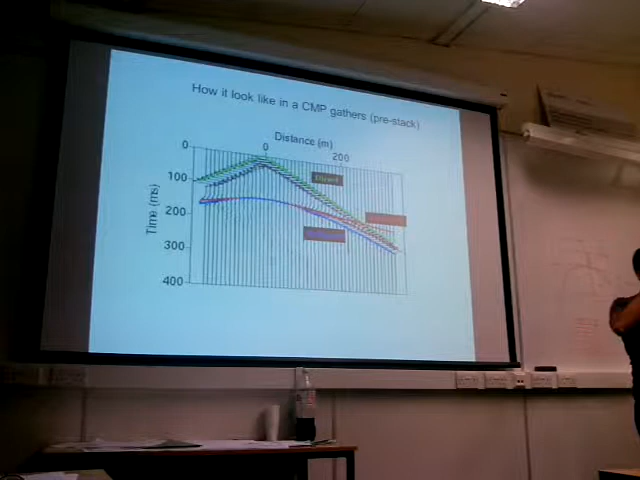 How it look like in a CMP gathers (pre-stack)
Distance (m)
0 200
0
100
200
300
400
Time (ms)
Direct